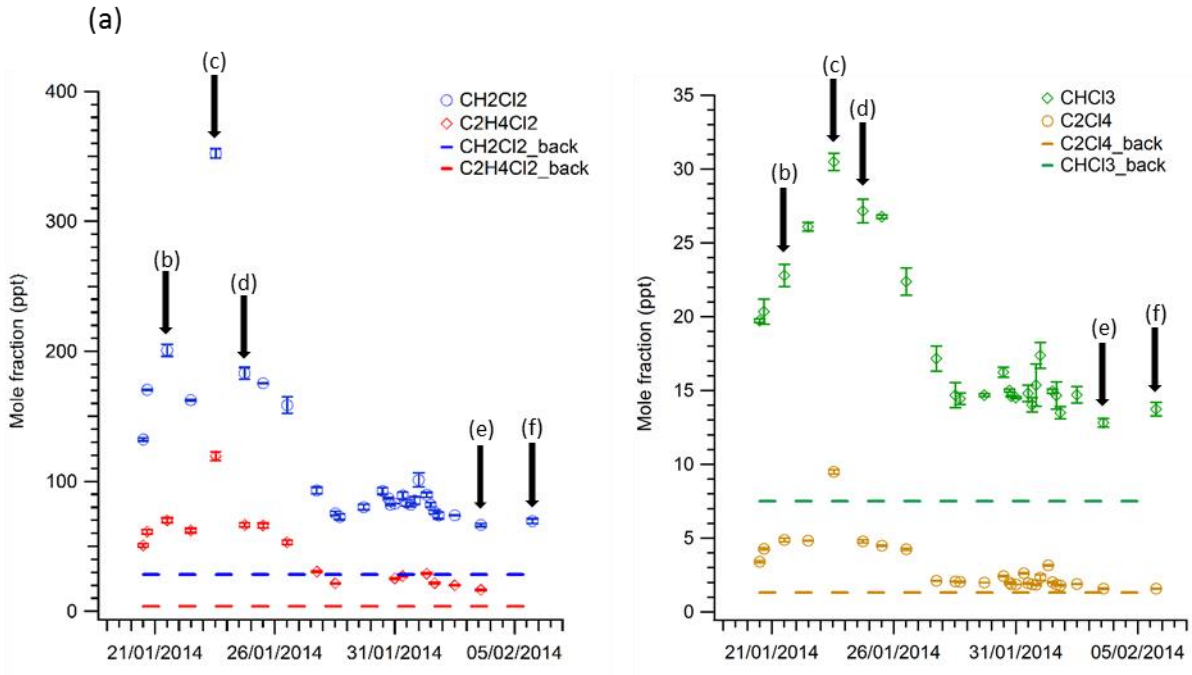 (a)
(c)
(b)
(d)
(e)
(f)
400
300
200
100
0
Mole fraction (ppt)
CH2Cl2
C2H4Cl2
CH2Cl2_back
C2H4Cl2_back
21/01/2014
26/01/2014
31/01/2014
05/02/2014
(c)
(d)
(b)
(e)
(f)
35
30
25
20
15
10
5
0
Mole fraction (ppt)
CHCl3
C2Cl4
C2Cl4_back
CHCl3_back
21/01/2014
26/01/2014
31/01/2014
05/02/2014